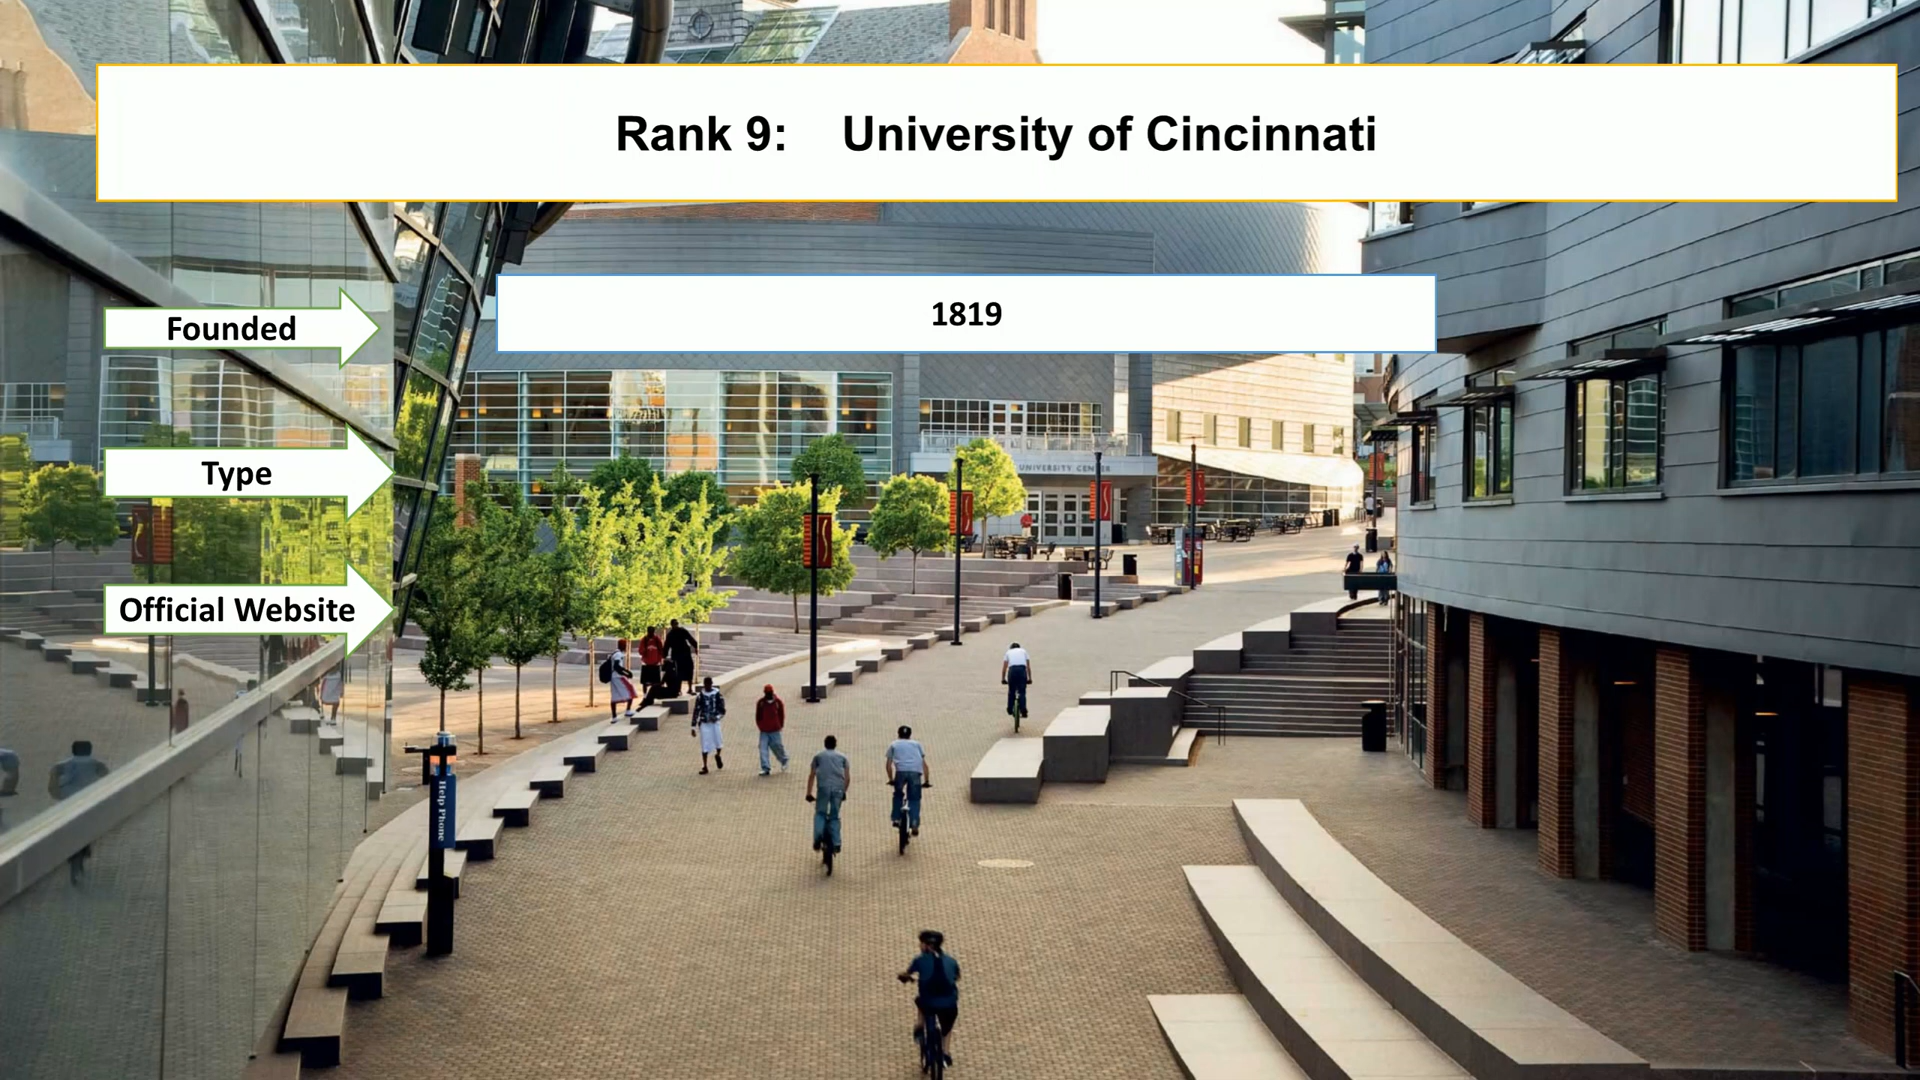 Rank 9: University of Cincinnati
Founded
1819
Type
Official Website
UNIVERSITY CENTER
Help Phone